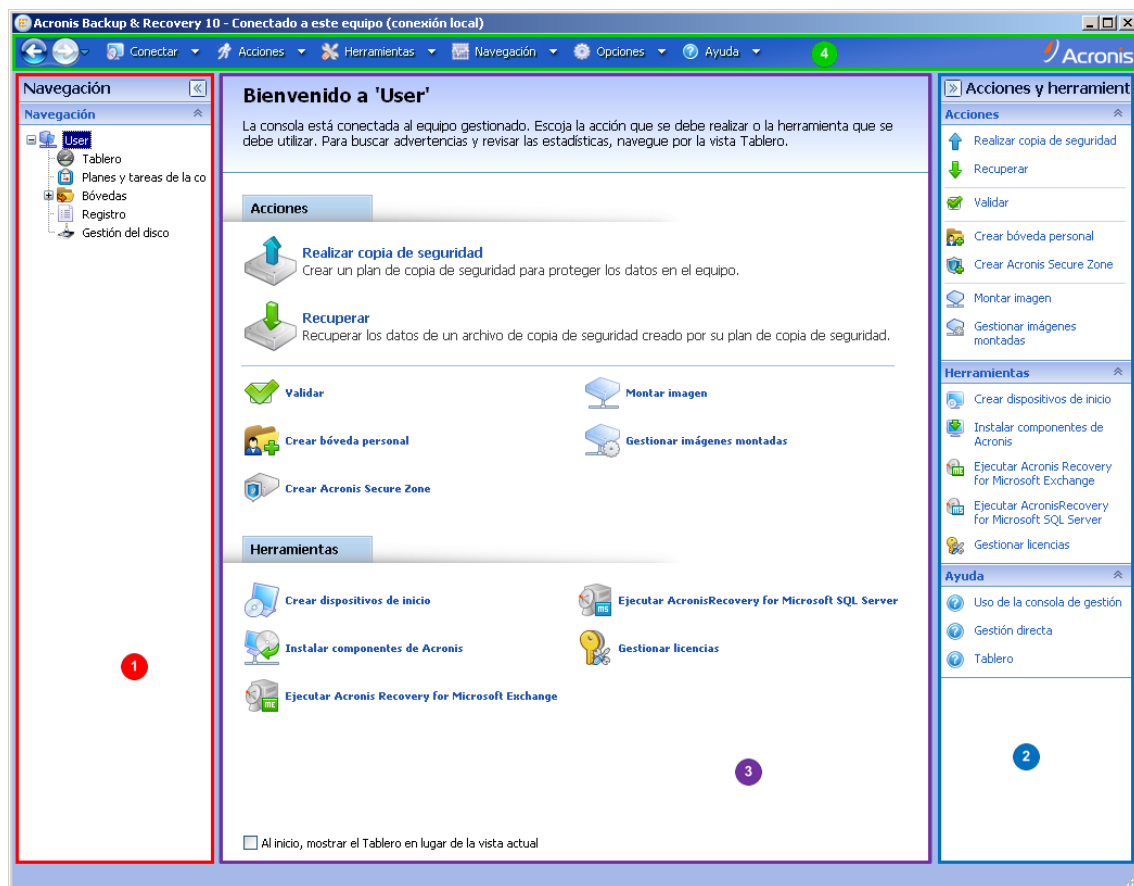 Acronis Backup & Recovery 10 - Conectado a este equipo (conexión local)
Conectar Acciones Herramientas Navegación Opciones Ayuda 4 Acronis
Navegación
Navegación
User
Tablero
Planes y tareas de la co
Bóvedas
Registro
Gestión del disco
1
Bienvenido a 'User'
La consola está conectada al equipo gestionado. Escoja la acción que se debe realizar o la herramienta que se
debe utilizar. Para buscar advertencias y revisar las estadísticas, navegue por la vista Tablero.
Acciones
Realizar copia de seguridad
Crear un plan de copia de seguridad para proteger los datos en el equipo.
Recuperar
Recuperar los datos de un archivo de copia de seguridad creado por su plan de copia de seguridad.
Validar
Montar imagen
Crear bóveda personal
Gestionar imágenes montadas
Crear Acronis Secure Zone
Herramientas
Crear dispositivos de inicio
Ejecutar AcronisRecovery for Microsoft SQL Server
Instalar componentes de Acronis
Gestionar licencias
Ejecutar Acronis Recovery for Microsoft Exchange
3
Al inicio, mostrar el Tablero en lugar de la vista actual
Acciones y herramient
Acciones
Realizar copia de seguridad
Recuperar
Validar
Crear bóveda personal
Crear Acronis Secure Zone
Montar imagen
Gestionar imágenes
montadas
Herramientas
Crear dispositivos de inicio
Instalar componentes de
Acronis
Ejecutar Acronis Recovery
for Microsoft Exchange
Ejecutar AcronisRecovery
for Microsoft SQL Server
Gestionar licencias
Ayuda
Uso de la consola de gestión
Gestión directa
Tablero
2